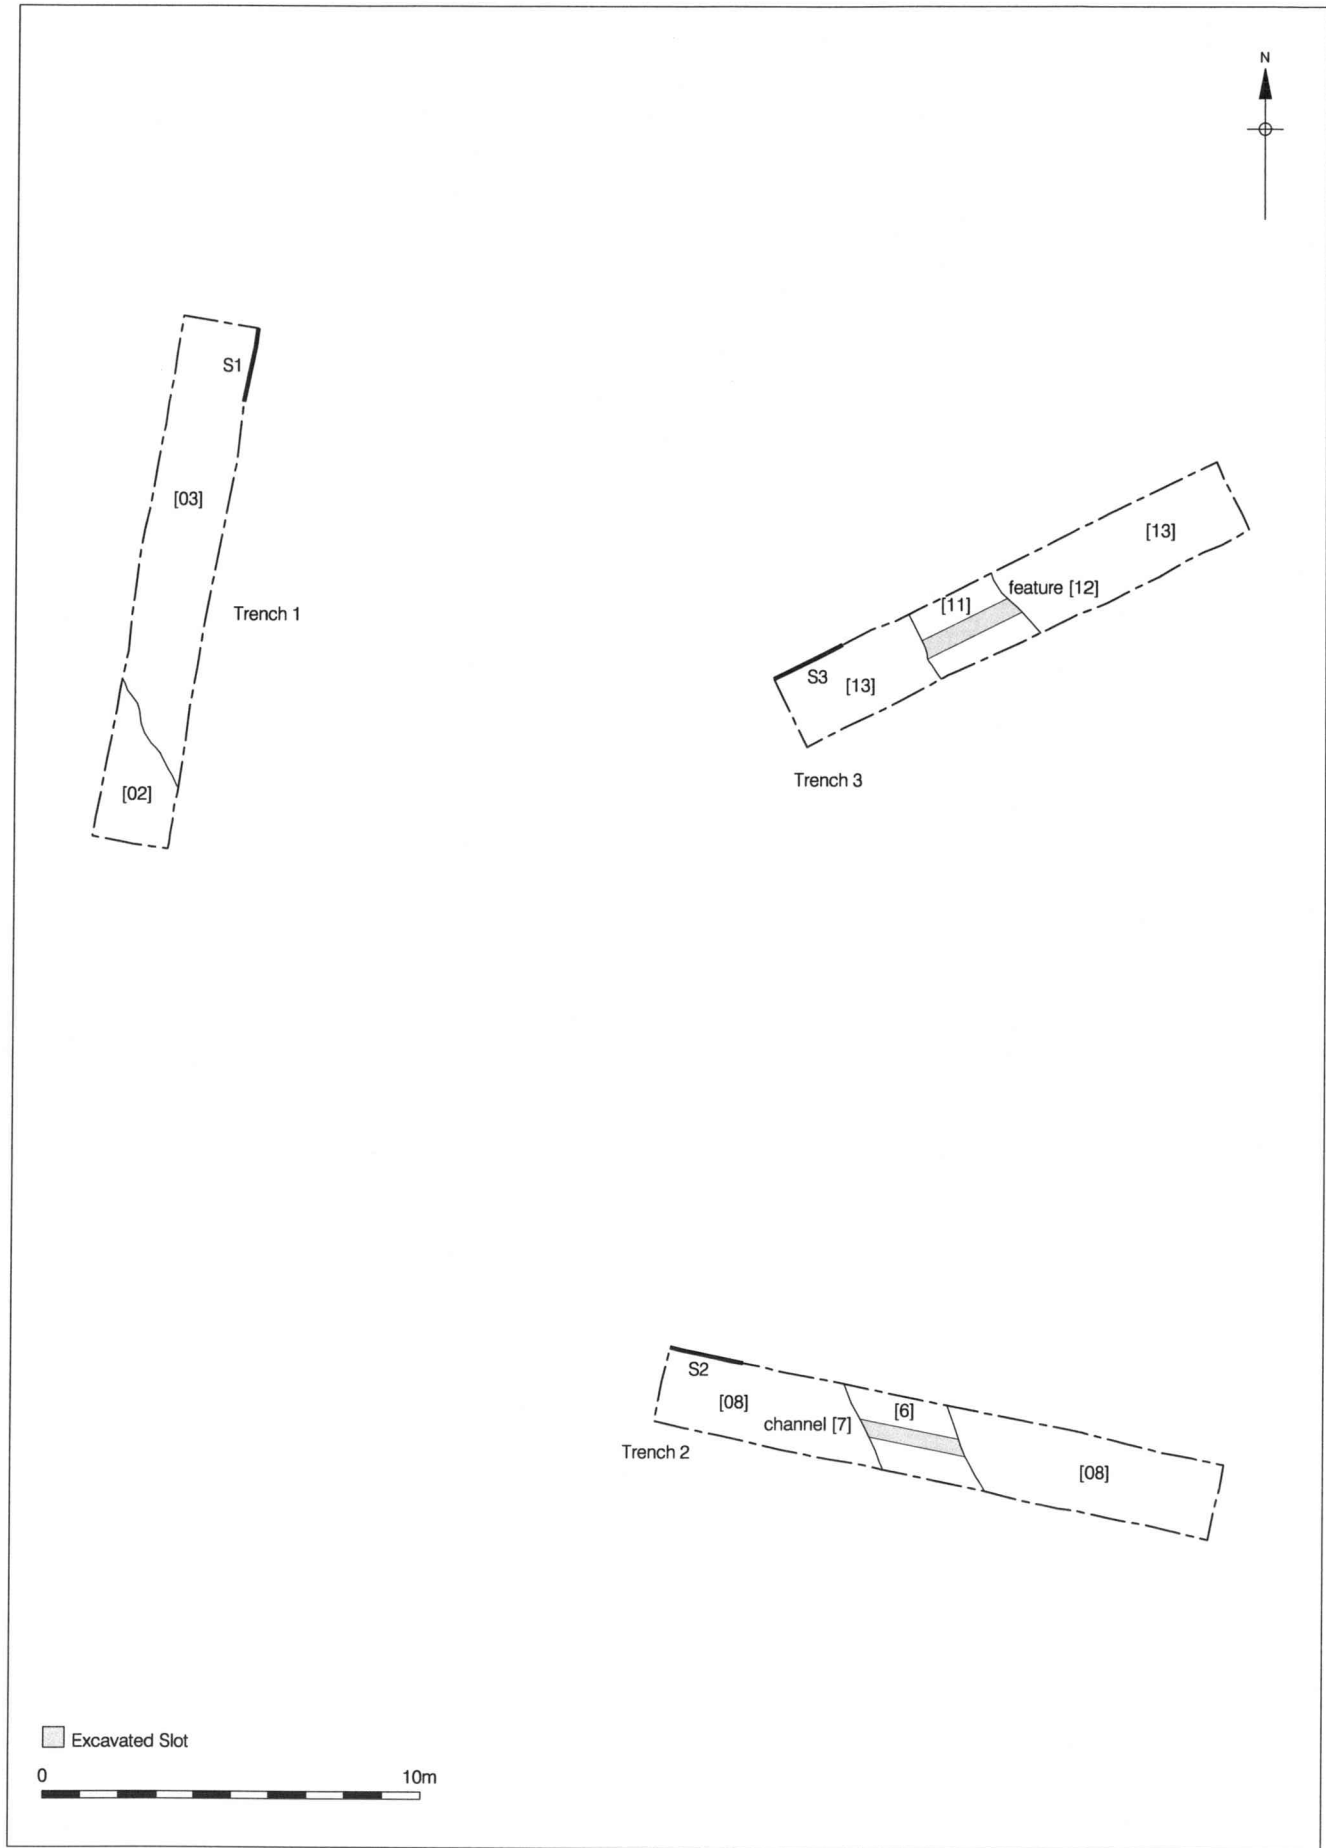 N
S1
[03]
Trench 1
[02]
[13]
feature [12]
[11]
S3
[13]
Trench 3
S2
[08]
[6]
channel [7]
Trench 2
[08]
Excavated Slot
0 10m